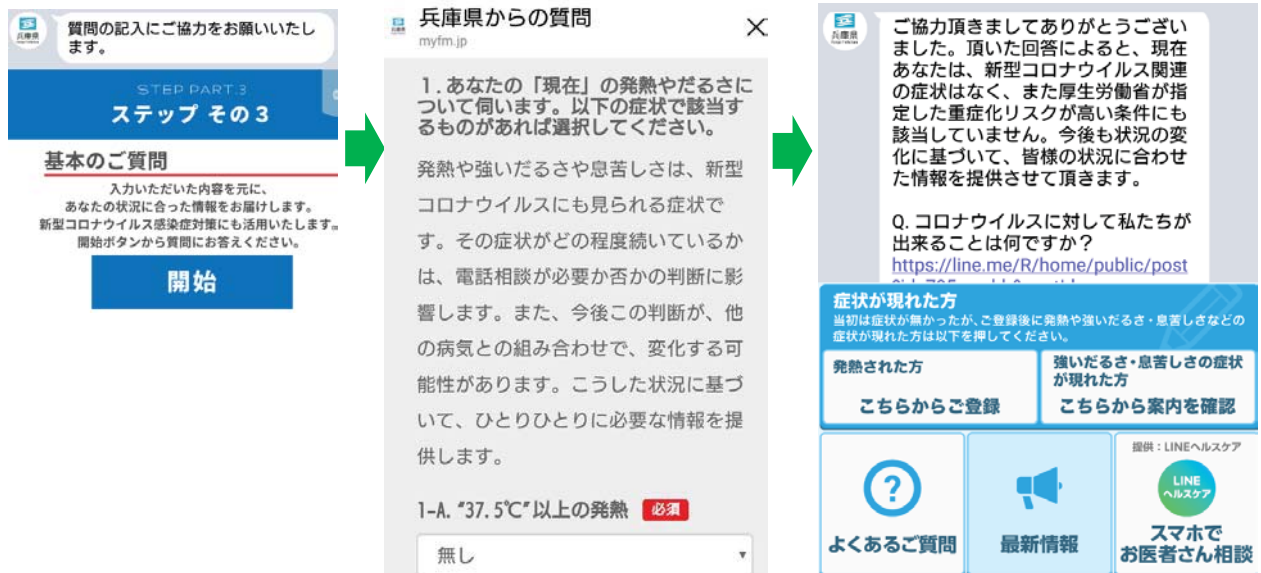 質問の記入にご協力をお願いいたし
ます。
兵庫県
STEP PART.3
ステップ その3
基本のご質問
入力いただいた内容を元に、
あなたの状況に合った情報をお届けします。
新型コロナウイルス感染症対策にも活用いたします。
開始ボタンから質問にお答えください。
開始
兵庫県からの質問
myfm.jp
1.あなたの「現在」の発熱やだるさに
ついて伺います。以下の症状で該当す
るものがあれば選択してください。
発熱や強いだるさや息苦しさは、新型
コロナウイルスにも見られる症状で
す。その症状がどの程度続いているか
は、電話相談が必要か否かの判断に影
響します。また、今後この判断が、他
の病気との組み合わせで、変化する可
能性があります。こうした状況に基づ
いて、ひとりひとりに必要な情報を提
供します。
1-A. “37.5℃”以上の発熱 必須
無し
兵庫県
ご協力頂きましてありがとうござい
ました。頂いた回答によると、現在
あなたは、新型コロナウイルス関連
の症状はなく、また厚生労働省が指
定した重症化リスクが高い条件にも
該当していません。今後も状況の変
化に基づいて、皆様の状況に合わせ
た情報を提供させて頂きます。
Q. コロナウイルスに対して私たちが
出来ることは何ですか？
https://line.me/R/home/public/post
症状が現れた方
当初は症状が無かったが、ご登録後に発熱や強いだるさ・息苦しさなどの
症状が現れた方は以下を押してください。
発熱された方
こちらからご登録
強いだるさ・息苦しさの症状
が現れた方
こちらから案内を確認
?
よくあるご質問
最新情報
提供：LINEヘルスケア
LINE
ヘルスケア
スマホで
お医者さん相談